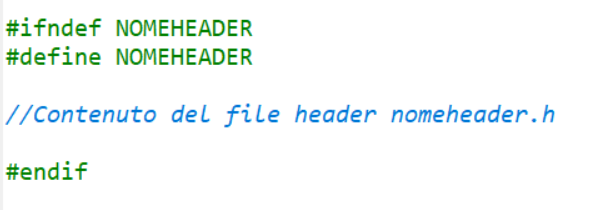 #ifndef NOMEHEADER
#define NOMEHEADER
//Contenuto del file header nomeheader.h
#endif